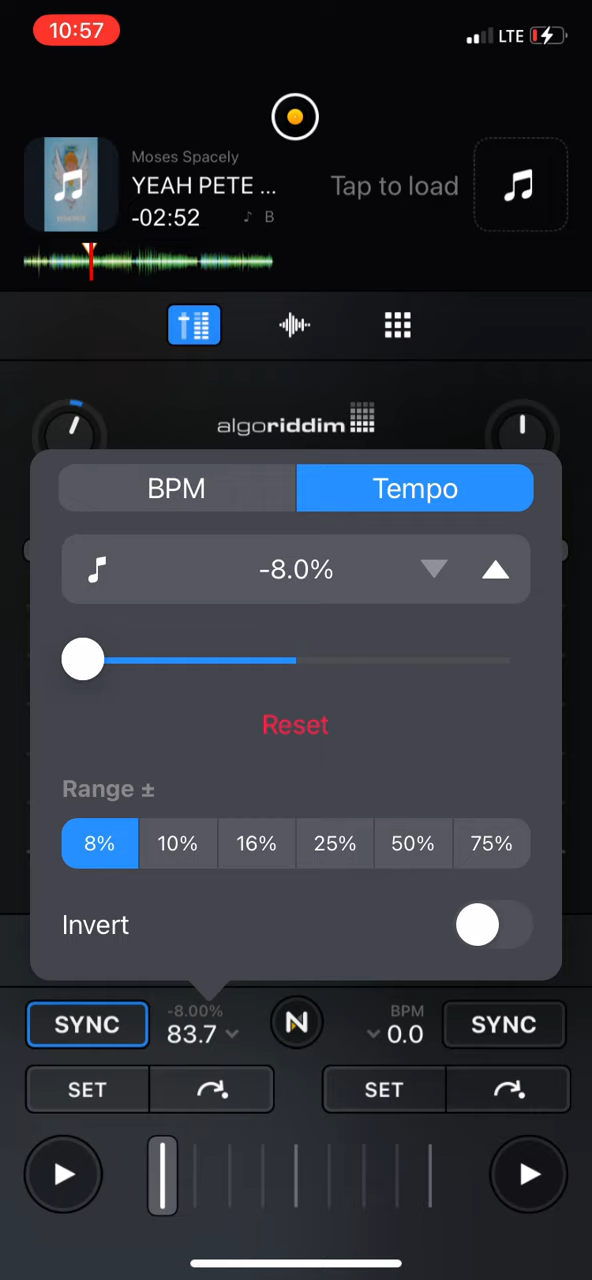 10:57
LTE
Moses Spacely
YEAH PETE ...
Tap to load
-02:52
B
algoriddim
BPM
Tempo
-8.0%
Reset
Range ±
8%
10%
16%
25%
50%
75%
Invert
SYNC
-8.00%
83.7
N
BPM
0.0
SYNC
SET
SET